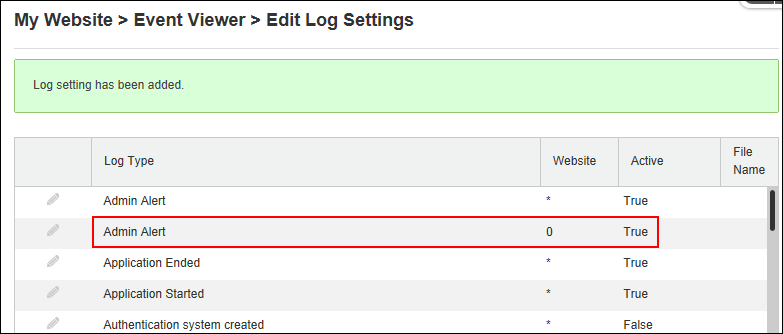 My Website > Event Viewer > Edit Log Settings
Log setting has been added.
Log Type Website Active File Name
Admin Alert * True
Admin Alert 0 True
Application Ended * True
Application Started * True
Authentication system created * False